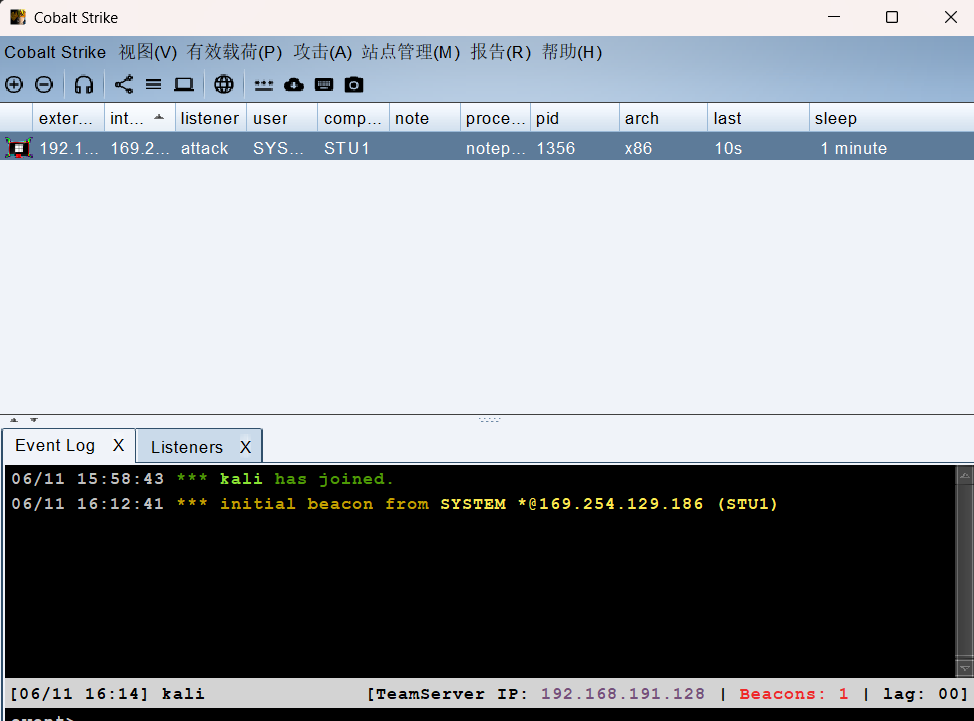 Cobalt Strike
Cobalt Strike 视图(V) 有效载荷(P) 攻击(A) 站点管理(M) 报告(R) 帮助(H)
exter... int... listener user comp... note proce... pid arch last sleep
192.1... 169.2... attack SYS... STU1 notep... 1356 x86 10s 1 minute
Event Log X Listeners X
06/11 15:58:43 *** kali has joined.
06/11 16:12:41 *** initial beacon from SYSTEM *@169.254.129.186 (STU1)
[06/11 16:14] kali [TeamServer IP: 192.168.191.128 | Beacons: 1 | lag: 00]
event>